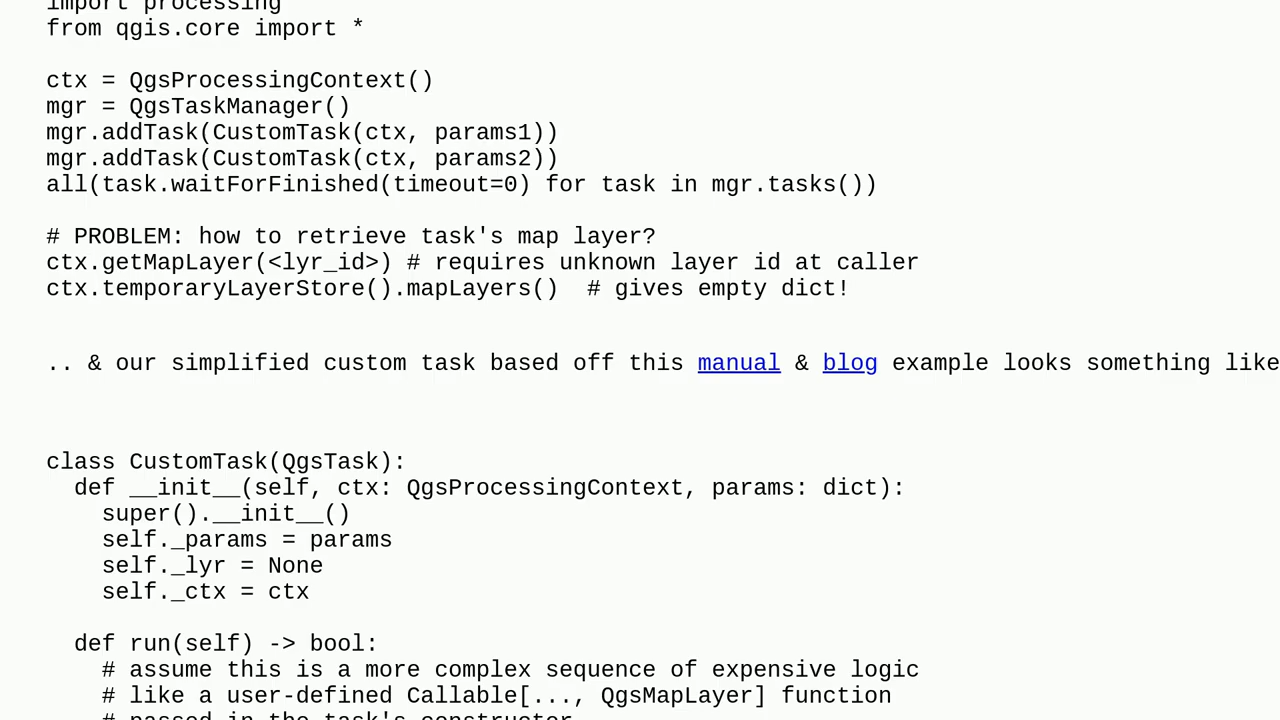 import processing
from qgis.core import *
ctx = QgsProcessingContext()
mgr = QgsTaskManager()
mgr.addTask(CustomTask(ctx, params1))
mgr.addTask(CustomTask(ctx, params2))
all(task.waitForFinished(timeout=0) for task in mgr.tasks())
# PROBLEM: how to retrieve task's map layer?
ctx.getMapLayer(<lyr_id>) # requires unknown layer id at caller
ctx.temporaryLayerStore().mapLayers()  # gives empty dict!
.. & our simplified custom task based off this manual & blog example looks something like
class CustomTask(QgsTask):
  def __init__(self, ctx: QgsProcessingContext, params: dict):
    super().__init__()
    self._params = params
    self._lyr = None
    self._ctx = ctx
  def run(self) -> bool:
    # assume this is a more complex sequence of expensive logic
    # like a user-defined Callable[..., QgsMapLayer] function
    # passed in the task's constructor